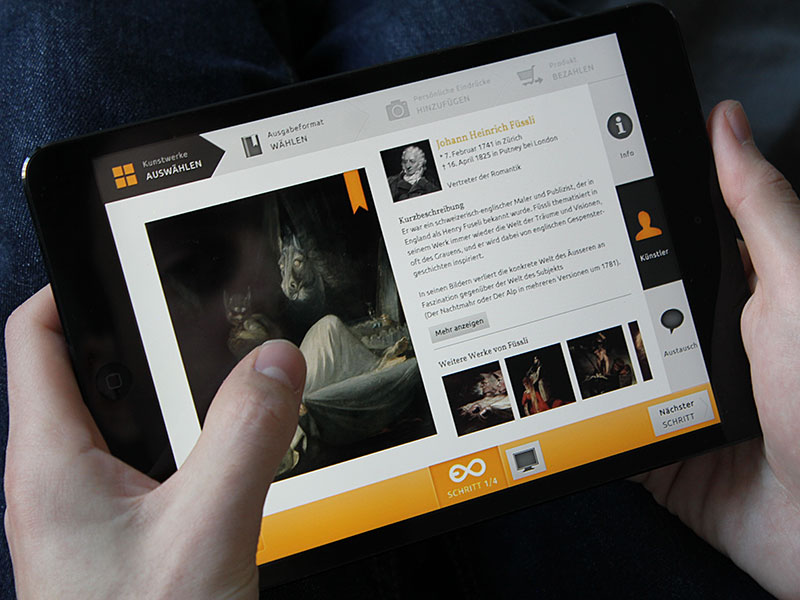 Kunstwerke
AUSWÄHLEN
Ausgabeformat
WÄHLEN
Persönliche Eindrücke
HINZUFÜGEN
Produkt
BEZAHLEN
Johann Heinrich Füssli
* 7. Februar 1741 in Zürich
† 16. April 1825 in Putney bei London
Vertreter der Romantik
Kurzbeschreibung
Er war ein schweizerisch-englischer Maler und Publizist, der in
England als Henry Fuseli bekannt wurde. Füssli thematisiert in
seinem Werk immer wieder die Welt der Träume und Visionen,
oft des Grauens, und er wird dabei von englischen Gespenster-
geschichten inspiriert.
In seinen Bildern verliert die konkrete Welt des Äusseren an
Faszination gegenüber der Welt des Subjekts
(Der Nachtmahr oder Der Alp in mehreren Versionen um 1781).
Mehr anzeigen
Weitere Werke von Füssli
Info
Künstler
Austausch
SCHRITT 1/4
Nächster
SCHRITT